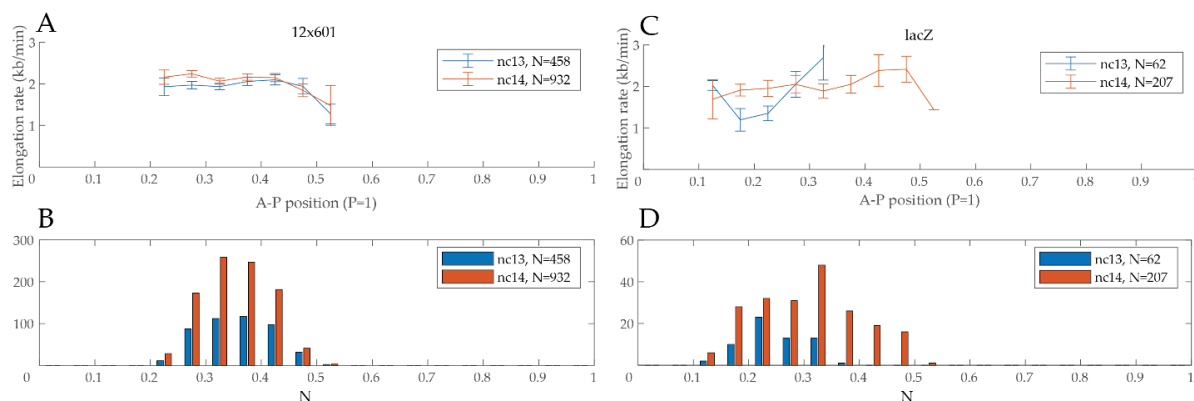 A
12x601
Elongation rate (kb/min)
3
2
1
0
0.1
0.2
0.3
0.4
0.5
0.6
0.7
0.8
0.9
1
A-P position (P=1)
nc13, N=458
nc14, N=932
B
300
200
100
0
0.1
0.2
0.3
0.4
0.5
0.6
0.7
0.8
0.9
1
N
nc13, N=458
nc14, N=932
C
lacZ
Elongation rate (kb/min)
3
2
1
0
0.1
0.2
0.3
0.4
0.5
0.6
0.7
0.8
0.9
1
A-P position (P=1)
nc13, N=62
nc14, N=207
D
60
40
20
0
0.1
0.2
0.3
0.4
0.5
0.6
0.7
0.8
0.9
1
N
nc13, N=62
nc14, N=207